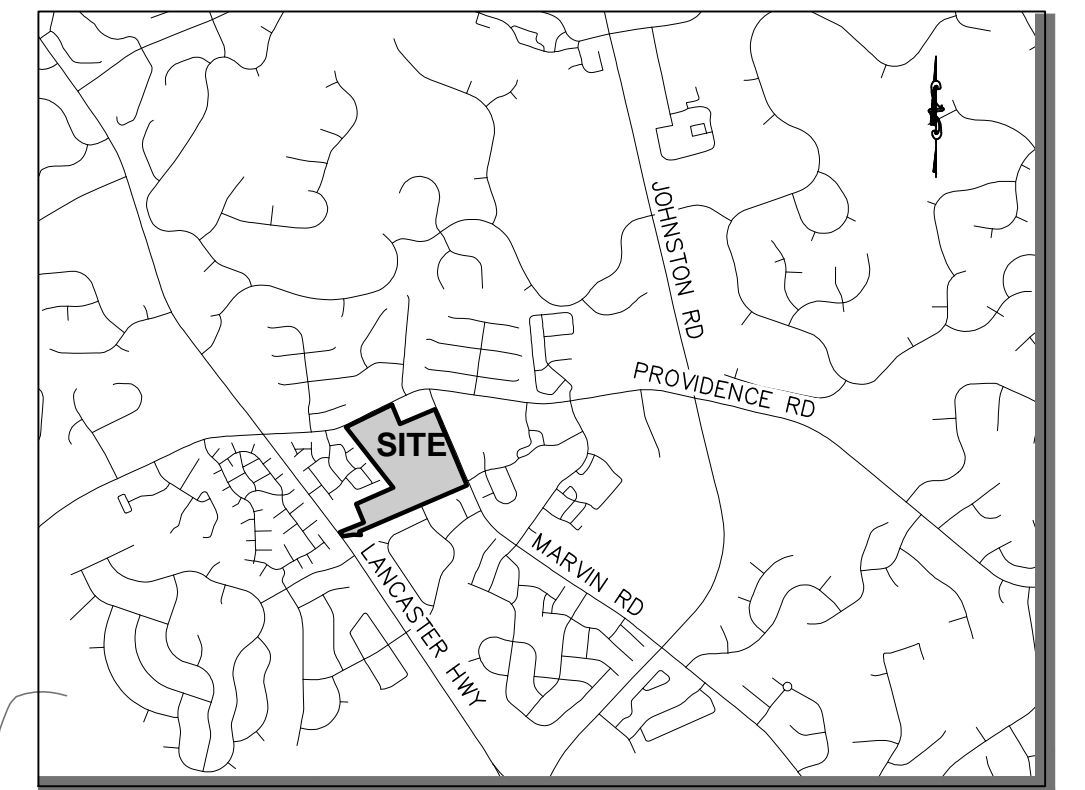 JOHNSTON RD
PROVIDENCE RD
SITE
MARVIN RD
LANCASTER HWY